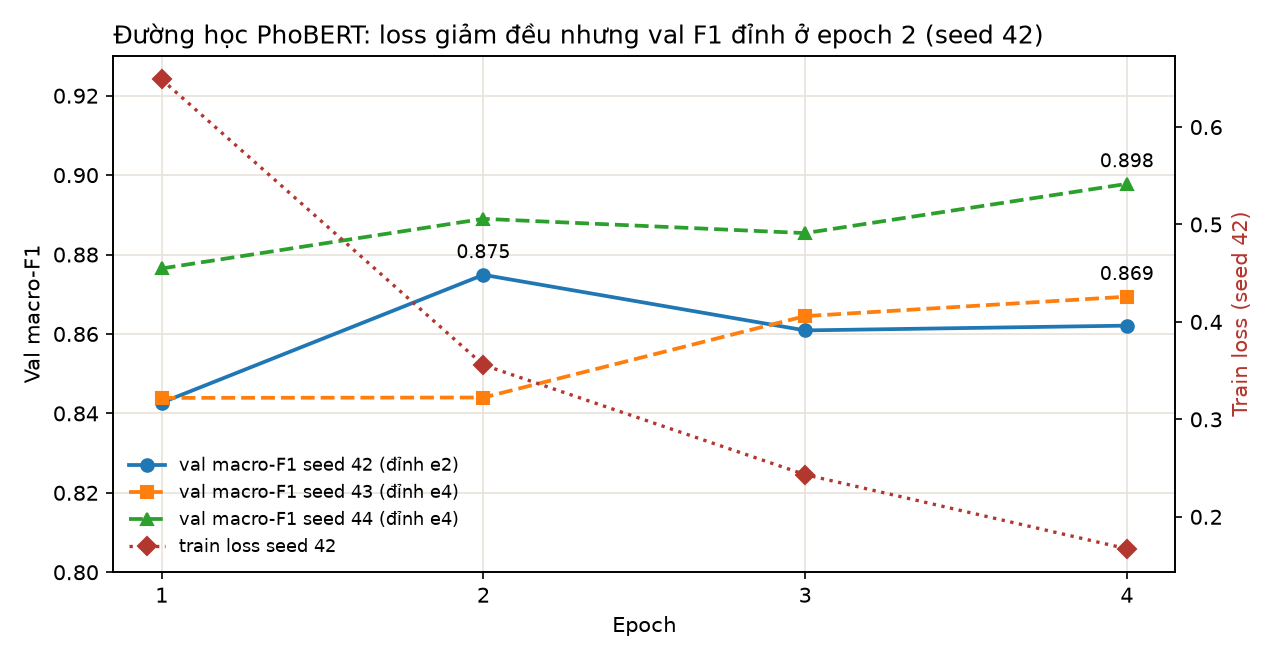 Đường học PhoBERT: loss giảm đều nhưng val F1 đỉnh ở epoch 2 (seed 42)
Val macro-F1
0.92
0.90
0.88
0.86
0.84
0.82
0.80
0.875
0.898
0.869
val macro-F1 seed 42 (đỉnh e2)
val macro-F1 seed 43 (đỉnh e4)
val macro-F1 seed 44 (đỉnh e4)
train loss seed 42
0.6
0.5
0.4
0.3
0.2
Train loss (seed 42)
1 2 3 4
Epoch